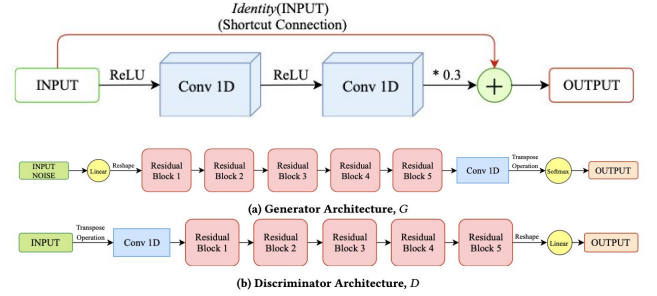 Identity(INPUT)
(Shortcut Connection)
INPUT
ReLU
Conv 1D
ReLU
Conv 1D
* 0.3
+
OUTPUT
INPUT
NOISE
Linear
Reshape
Residual
Block 1
Residual
Block 2
Residual
Block 3
Residual
Block 4
Residual
Block 5
Conv 1D
Transpose
Operation
Softmax
OUTPUT
(a) Generator Architecture, G
INPUT
Transpose
Operation
Conv 1D
Residual
Block 1
Residual
Block 2
Residual
Block 3
Residual
Block 4
Residual
Block 5
Reshape
Linear
OUTPUT
(b) Discriminator Architecture, D